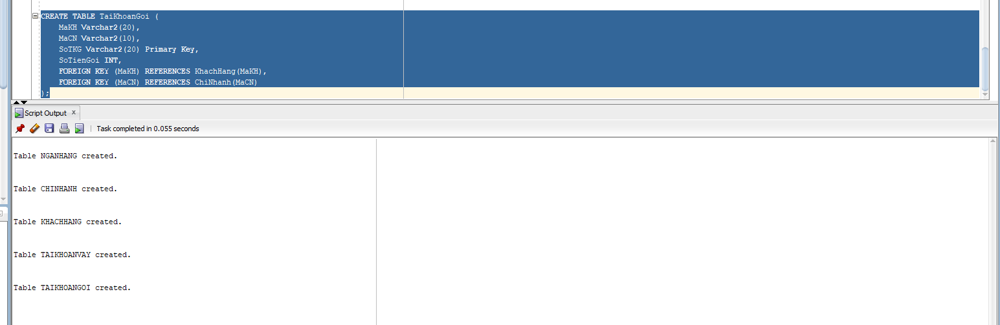 CREATE TABLE TaiKhoanGoi (
MaKH Varchar2(20),
MaCN Varchar2(10),
SoTKG Varchar2(20) Primary Key,
SoTienGoi INT,
FOREIGN KEY (MaKH) REFERENCES KhachHang(MaKH),
FOREIGN KEY (MaCN) REFERENCES ChiNhanh(MaCN)
);
Script Output x
Task completed in 0.055 seconds
Table NGANHANG created.
Table CHINHANH created.
Table KHACHHANG created.
Table TAIKHOANVAY created.
Table TAIKHOANGOI created.